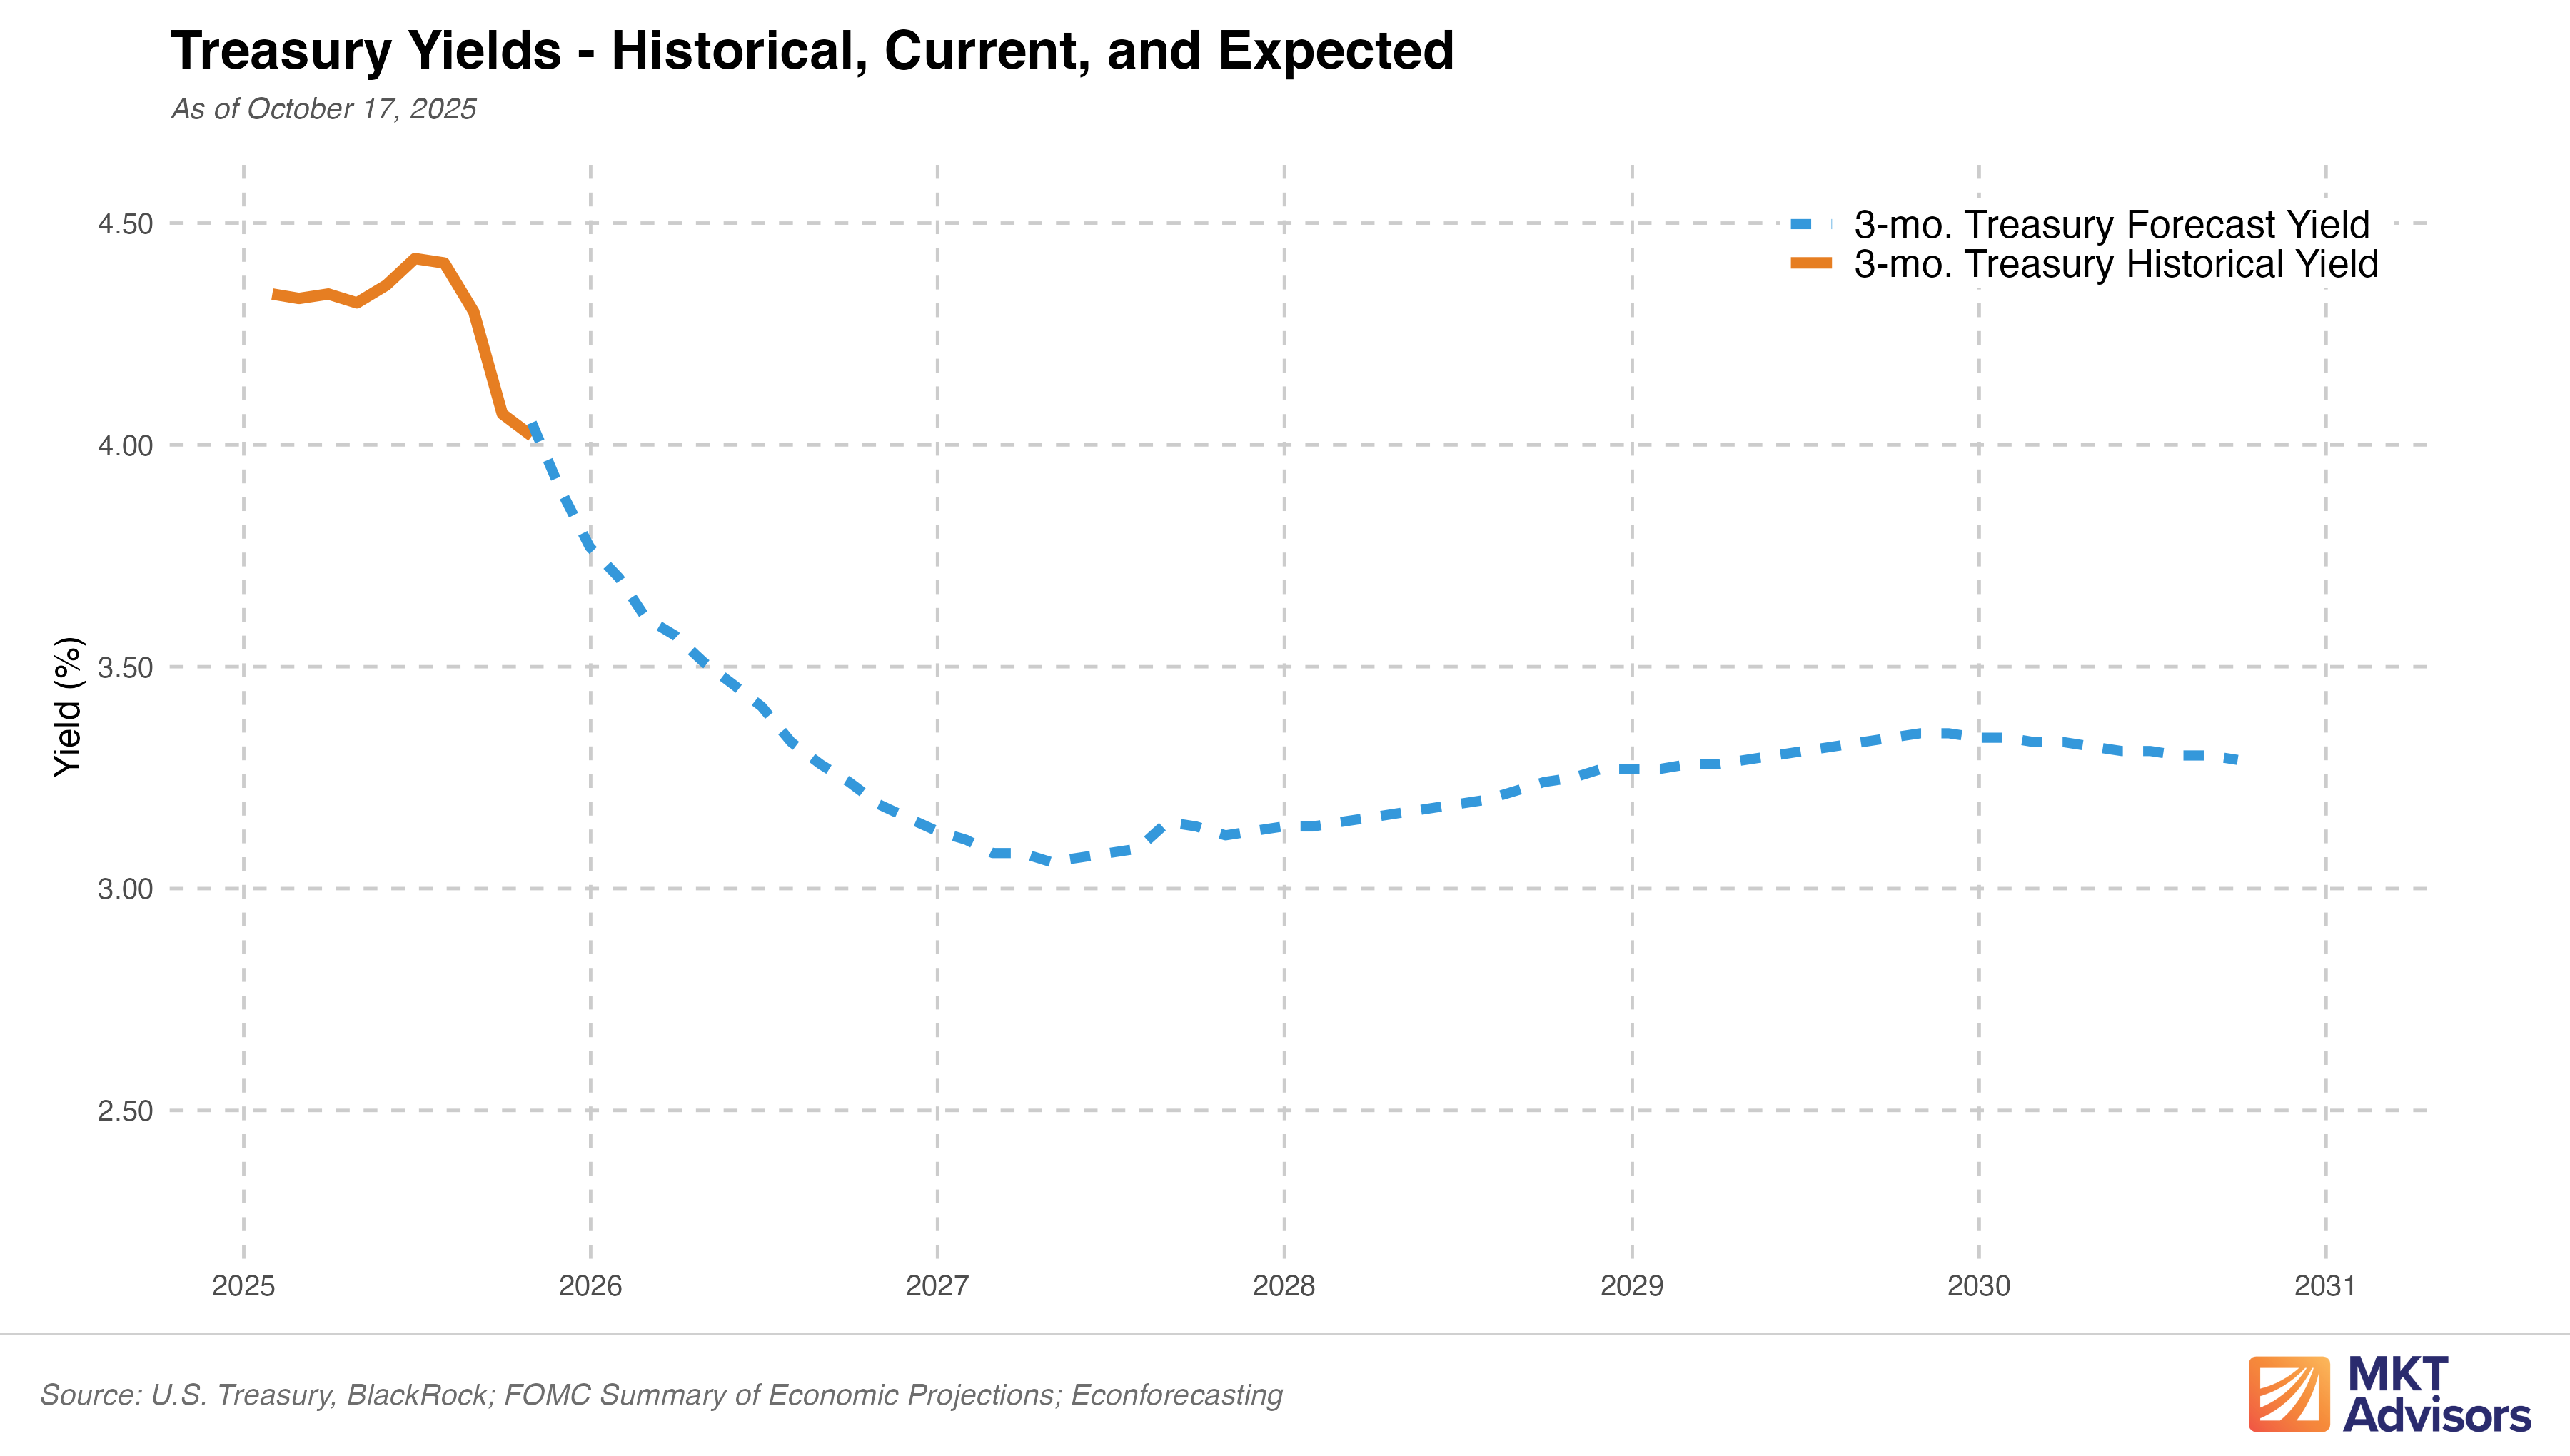 Treasury Yields - Historical, Current, and Expected
As of October 17, 2025
3-mo. Treasury Forecast Yield
3-mo. Treasury Historical Yield
Yield (%)
4.50
4.00
3.50
3.00
2.50
2025 2026 2027 2028 2029 2030 2031
Source: U.S. Treasury, BlackRock; FOMC Summary of Economic Projections; Econforecasting
MKT
Advisors